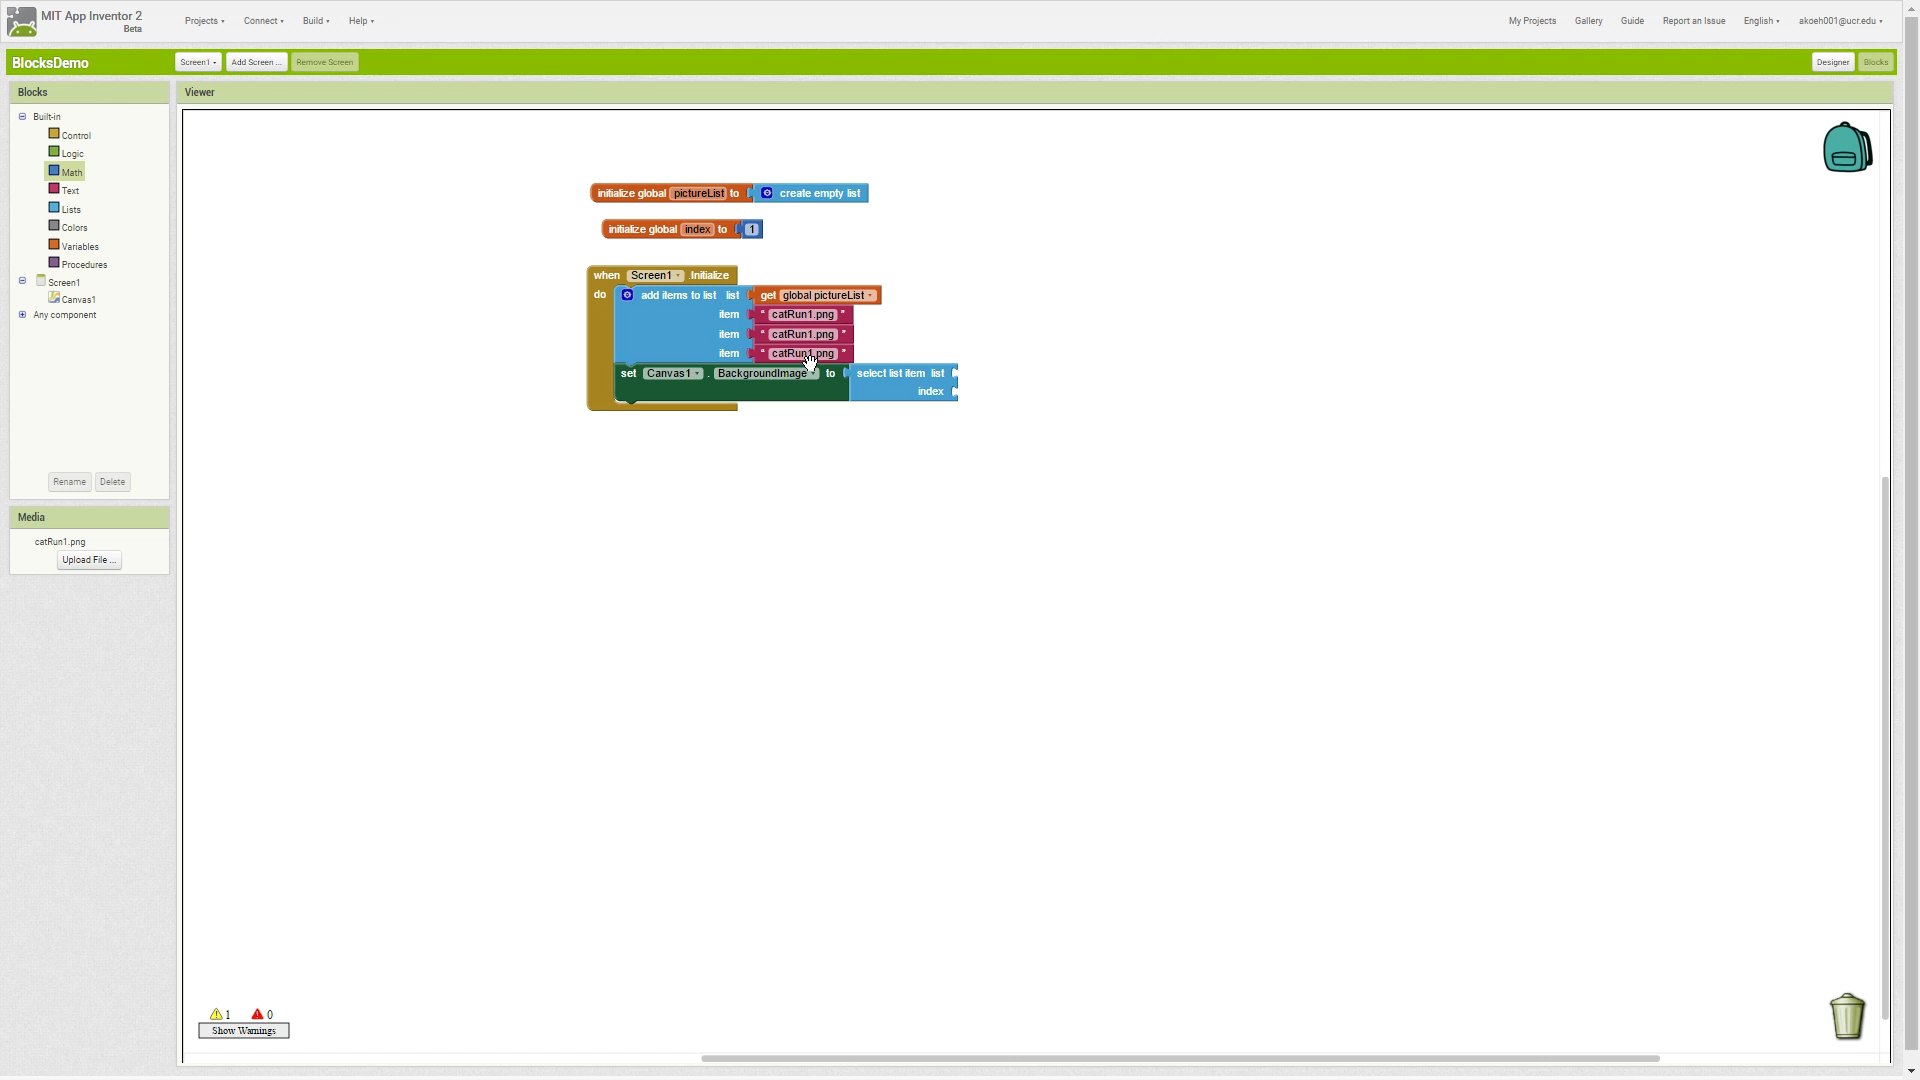 MIT App Inventor 2
Beta
Projects Connect Build Help
My Projects Gallery Guide Report an Issue English akoeh001@ucr.edu
BlocksDemo
Screen1 Add Screen ... Remove Screen
Designer Blocks
Blocks
Viewer
Built-in
Control
Logic
Math
Text
Lists
Colors
Variables
Procedures
Screen1
Canvas1
Any component
Rename Delete
Media
catRun1.png
Upload File ...
initialize global pictureList to create empty list
initialize global index to 1
when Screen1 .Initialize
do add items to list list get global pictureList
item " catRun1.png "
item " catRun1.png "
item " catRun1.png "
set Canvas1 . BackgroundImage to select list item list
index
1 0
Show Warnings